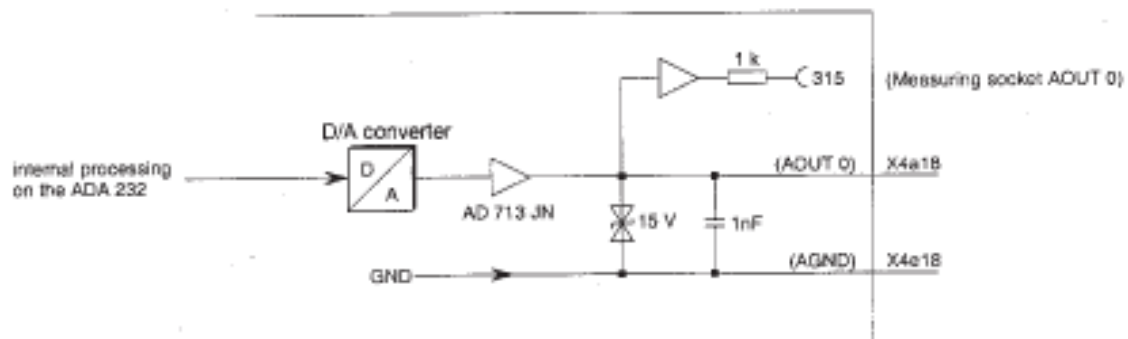 1 k
315
(Measuring socket AOUT 0)
D/A converter
internal processing
on the ADA 232
D
A
AD 713 JN
(AOUT 0)
X4a18
15 V
1nF
GND
(AGND)
X4e18